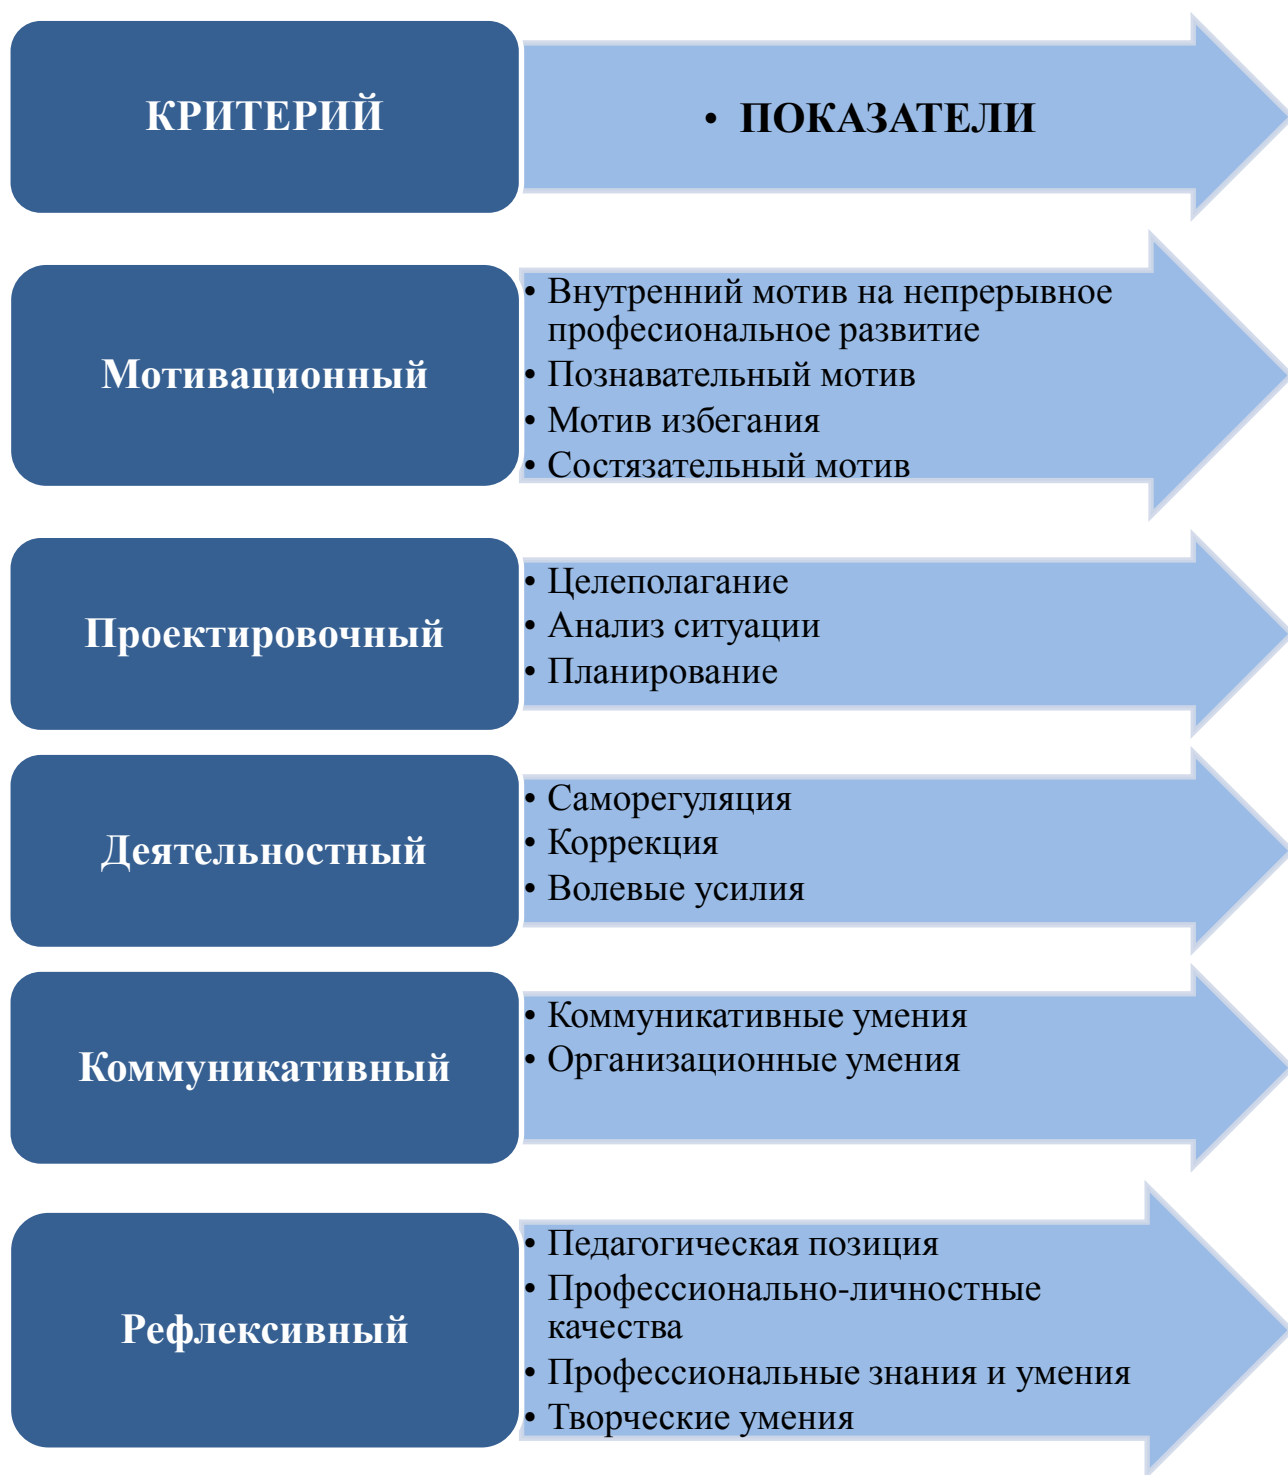 КРИТЕРИЙ
• ПОКАЗАТЕЛИ
Мотивационный
• Внутренний мотив на непрерывное
професиональное развитие
• Познавательный мотив
• Мотив избегания
• Состязательный мотив
Проектировочный
• Целеполагание
• Анализ ситуации
• Планирование
Деятельностный
• Саморегуляция
• Коррекция
• Волевые усилия
Коммуникативный
• Коммуникативные умения
• Организационные умения
Рефлексивный
• Педагогическая позиция
• Профессионально-личностные
качества
• Профессиональные знания и умения
• Творческие умения